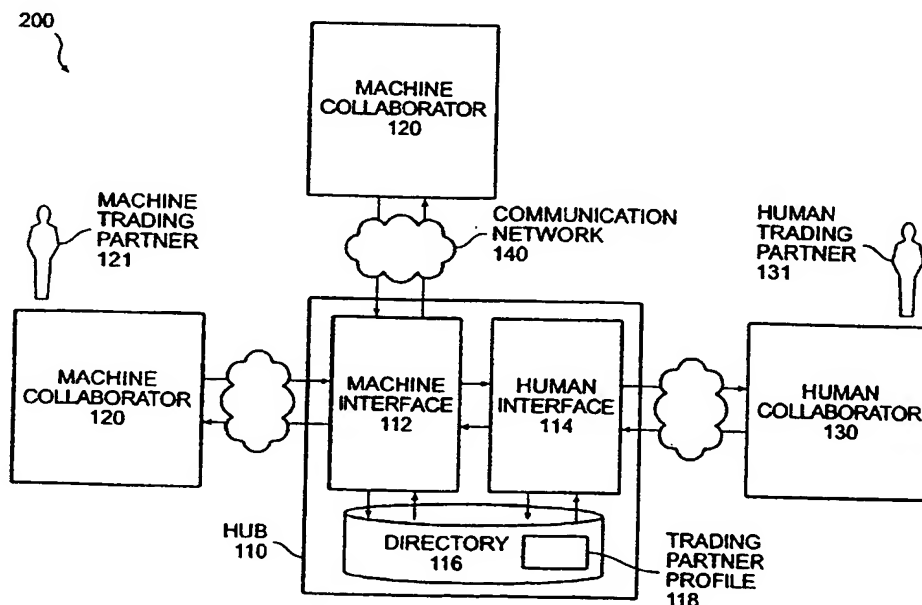 200
MACHINE
COLLABORATOR
120
MACHINE
TRADING
PARTNER
121
COMMUNICATION
NETWORK
140
HUMAN
TRADING
PARTNER
131
MACHINE
COLLABORATOR
120
MACHINE
INTERFACE
112
HUMAN
INTERFACE
114
HUMAN
COLLABORATOR
130
HUB
110
DIRECTORY
116
TRADING
PARTNER
PROFILE
118